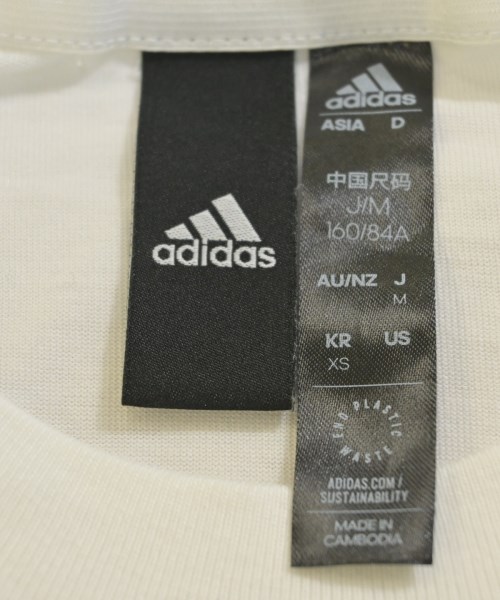 adidas
adidas
ASIA D
中国尺码
J/M
160/84A
AU/NZ J
M
KR US
XS
END PLASTIC WASTE
ADIDAS.COM/
SUSTAINABILITY
MADE IN
CAMBODIA